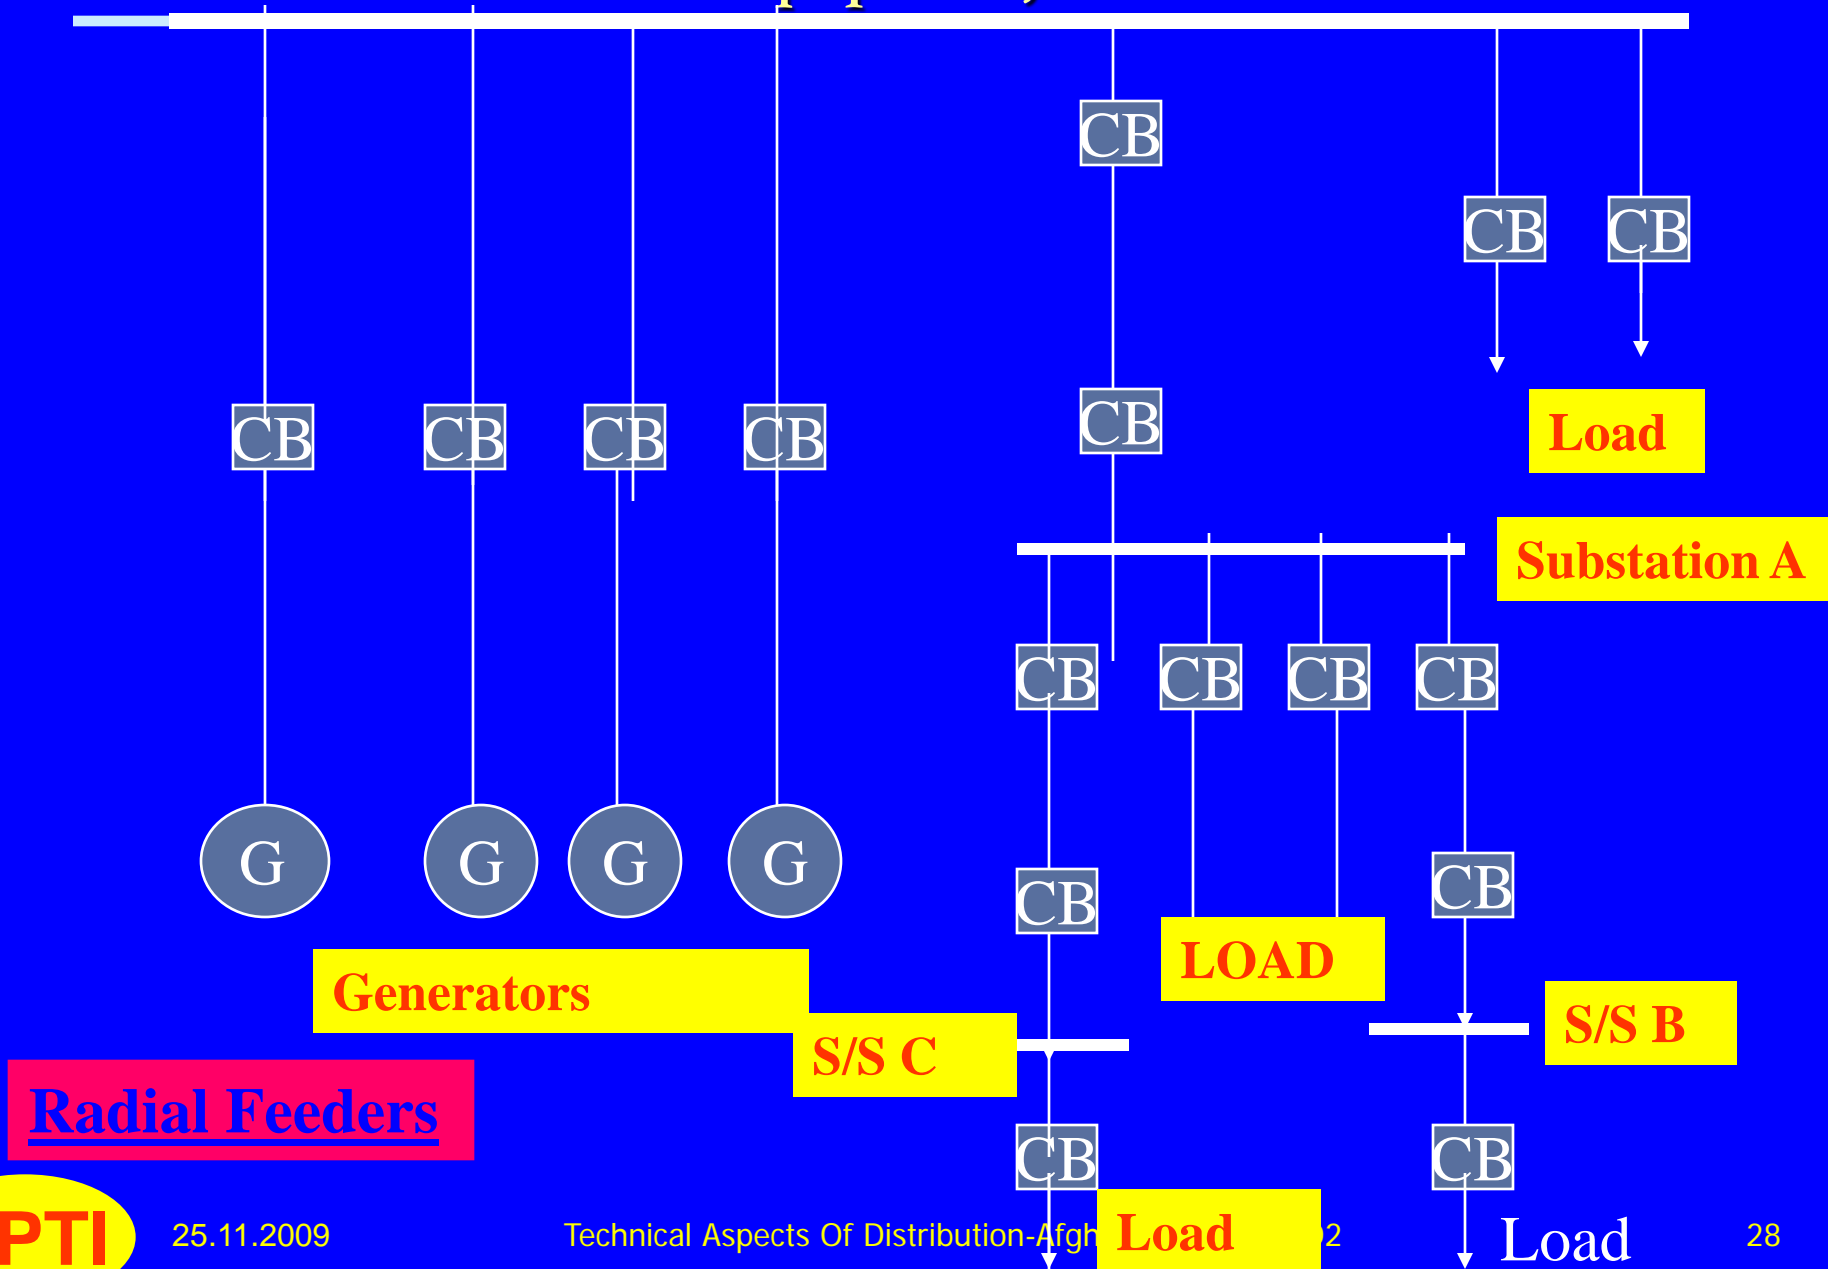 CB
CB CB
CB
CB CB CB CB
Load
Substation A
CB CB CB CB
G G G G
CB
CB
LOAD
Generators
S/S B
S/S C
Radial Feeders
CB CB
PTI
25.11.2009
Technical Aspects Of Distribution-Afgh
Load
Load
28